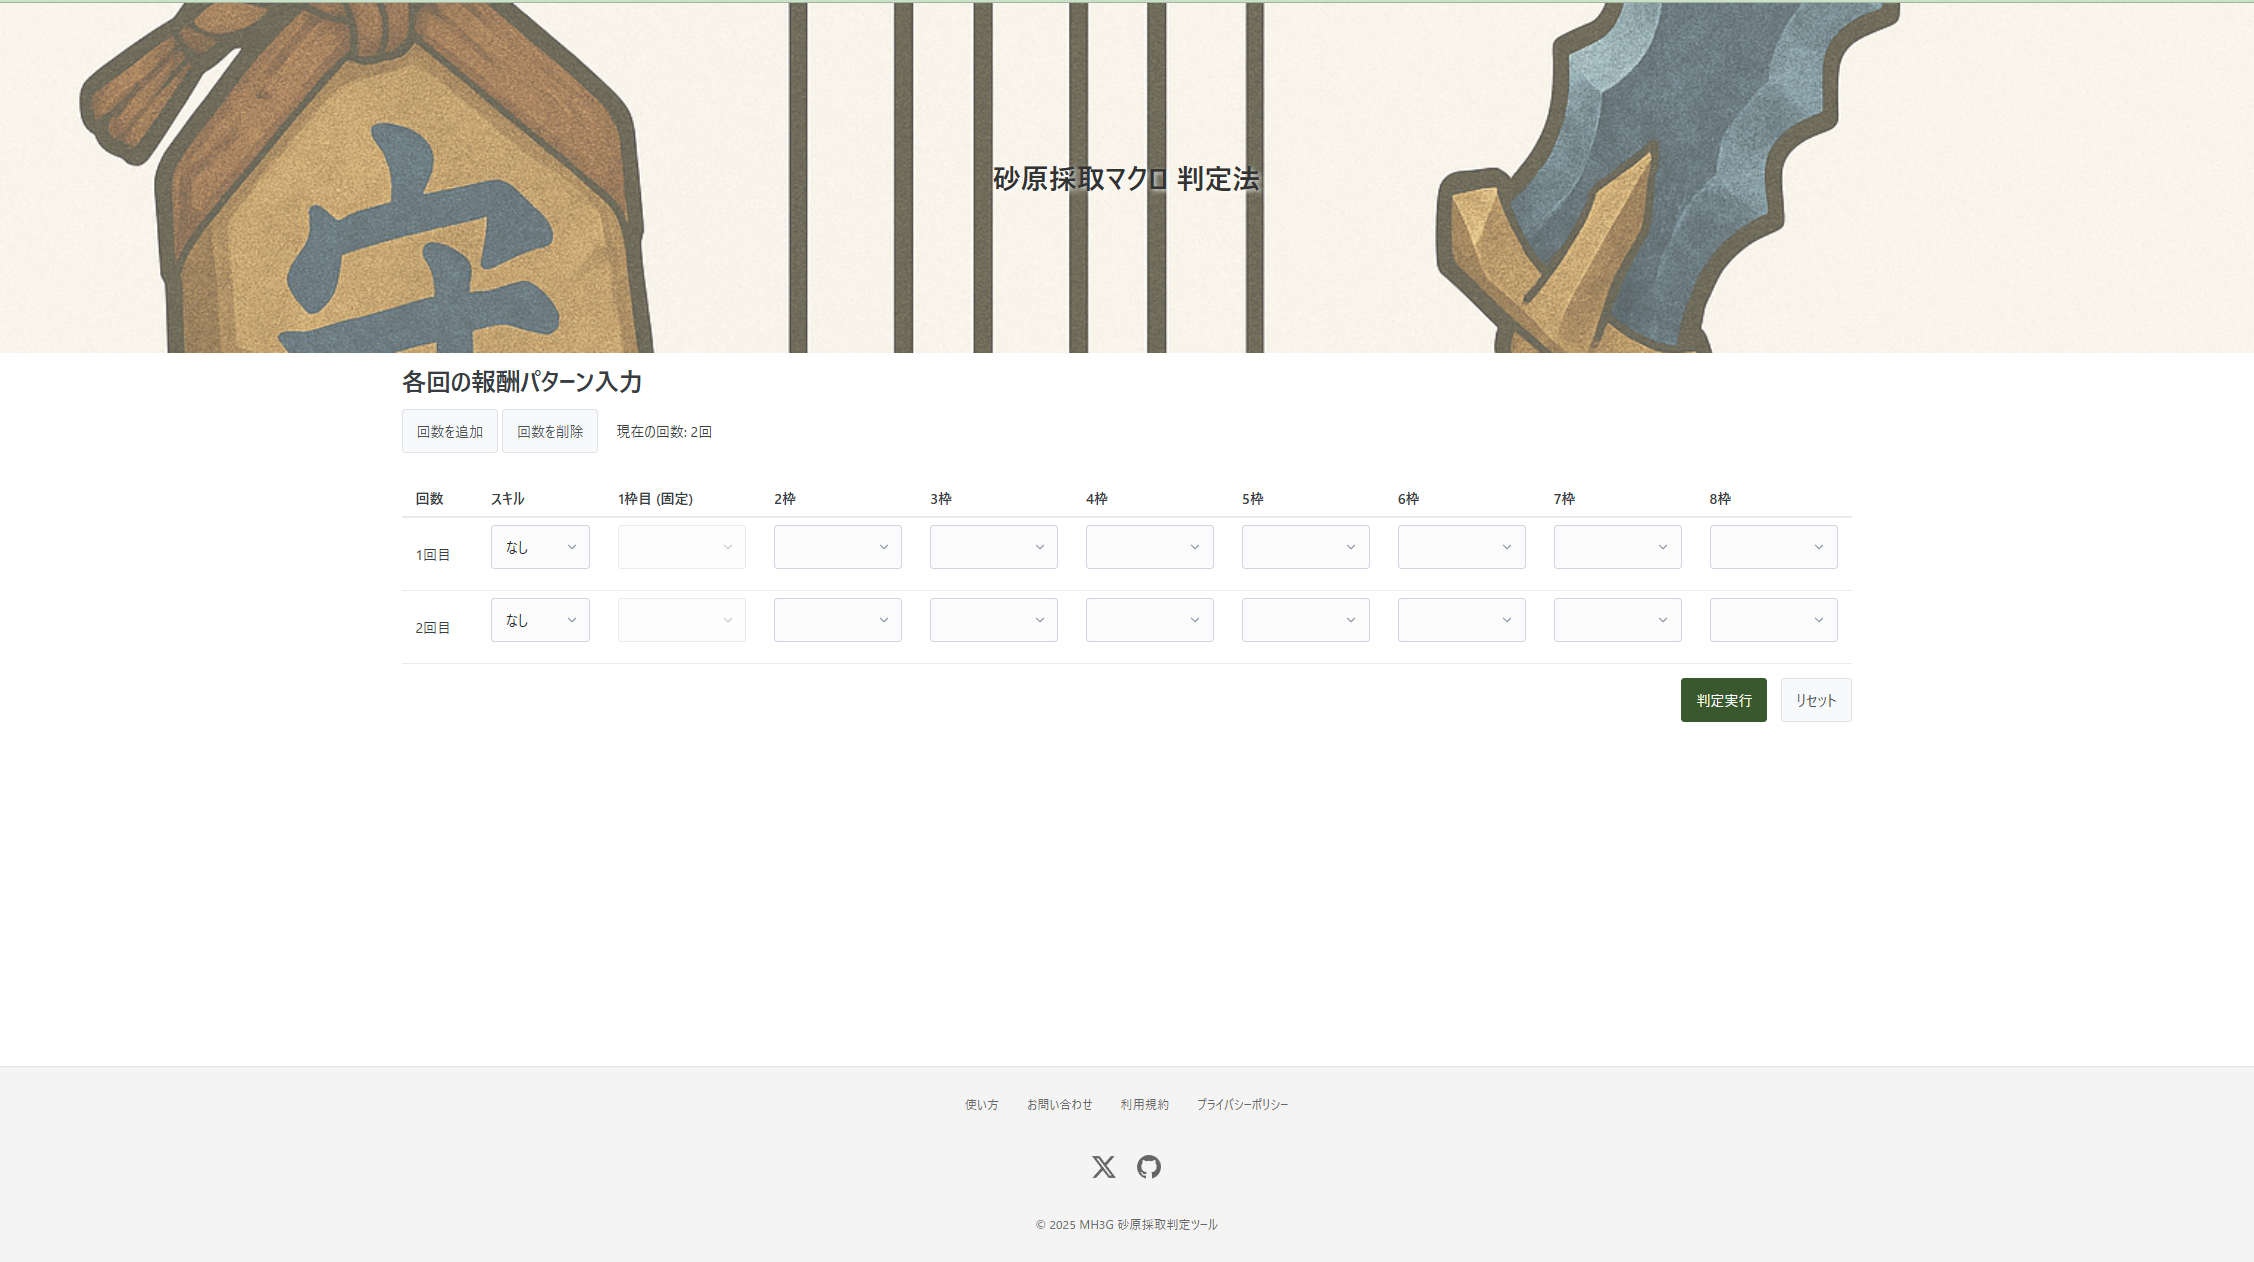 守
砂原採取マクロ 判定法
各回の報酬パターン入力
回数を追加 回数を削除 現在の回数: 2回
回数 スキル 1枠目 (固定) 2枠 3枠 4枠 5枠 6枠 7枠 8枠
1回目 なし
2回目 なし
判定実行 リセット
使い方 お問い合わせ 利用規約 プライバシーポリシー
© 2025 MH3G 砂原採取判定ツール